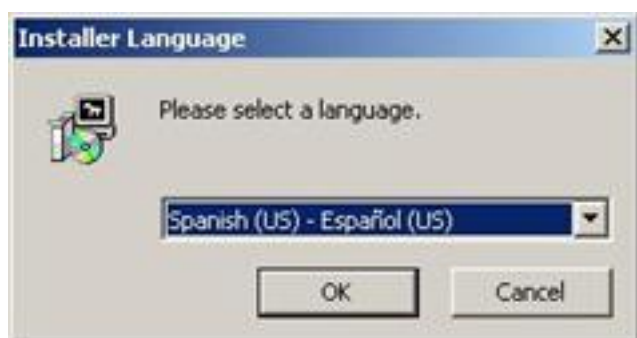 Installer Language
Please select a language.
Spanish (US) - Español (US)
OK Cancel